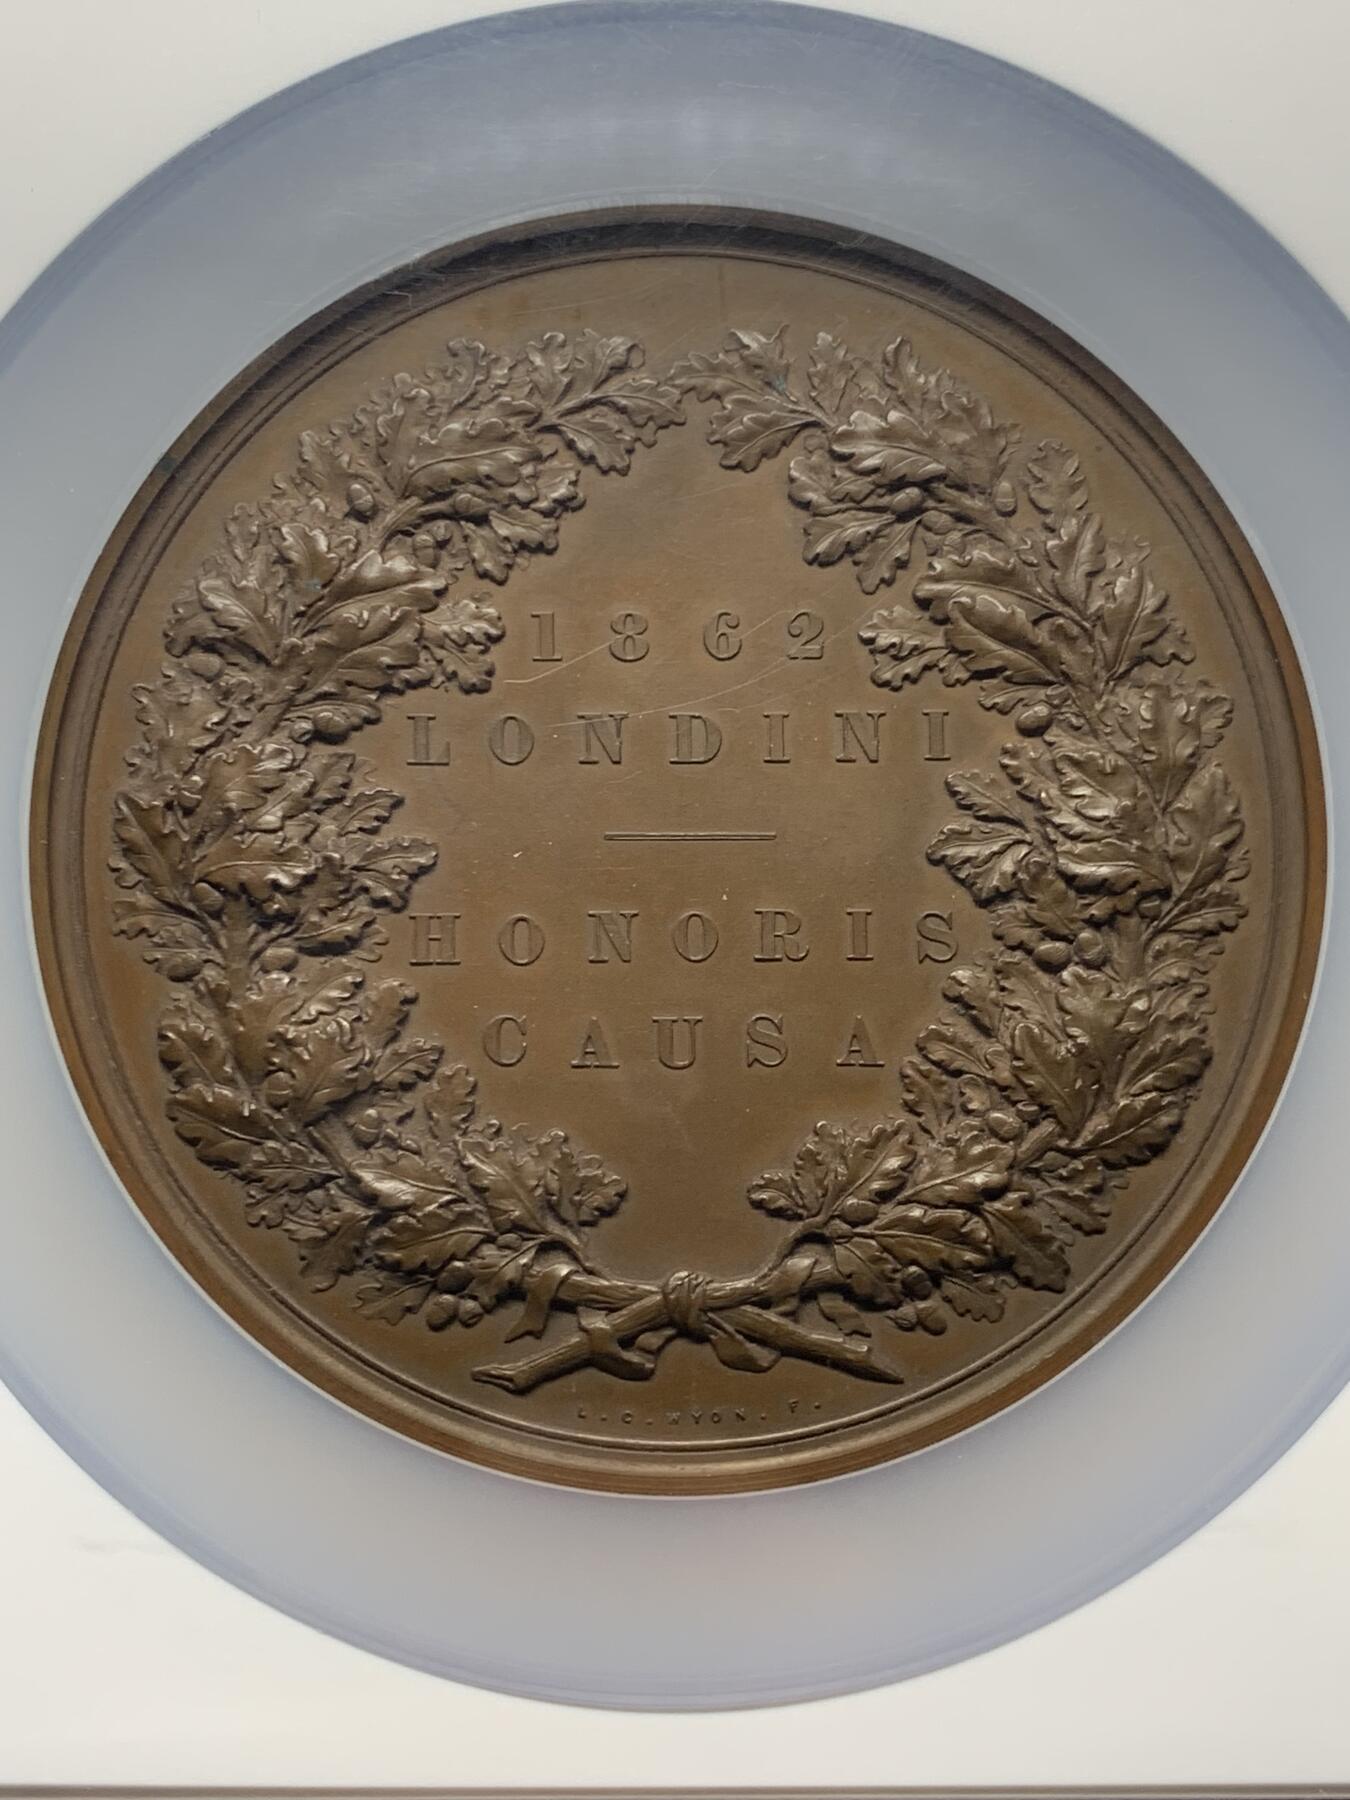 1862
LONDINI
HONORIS
CAUSA
L. C. WYON. F.